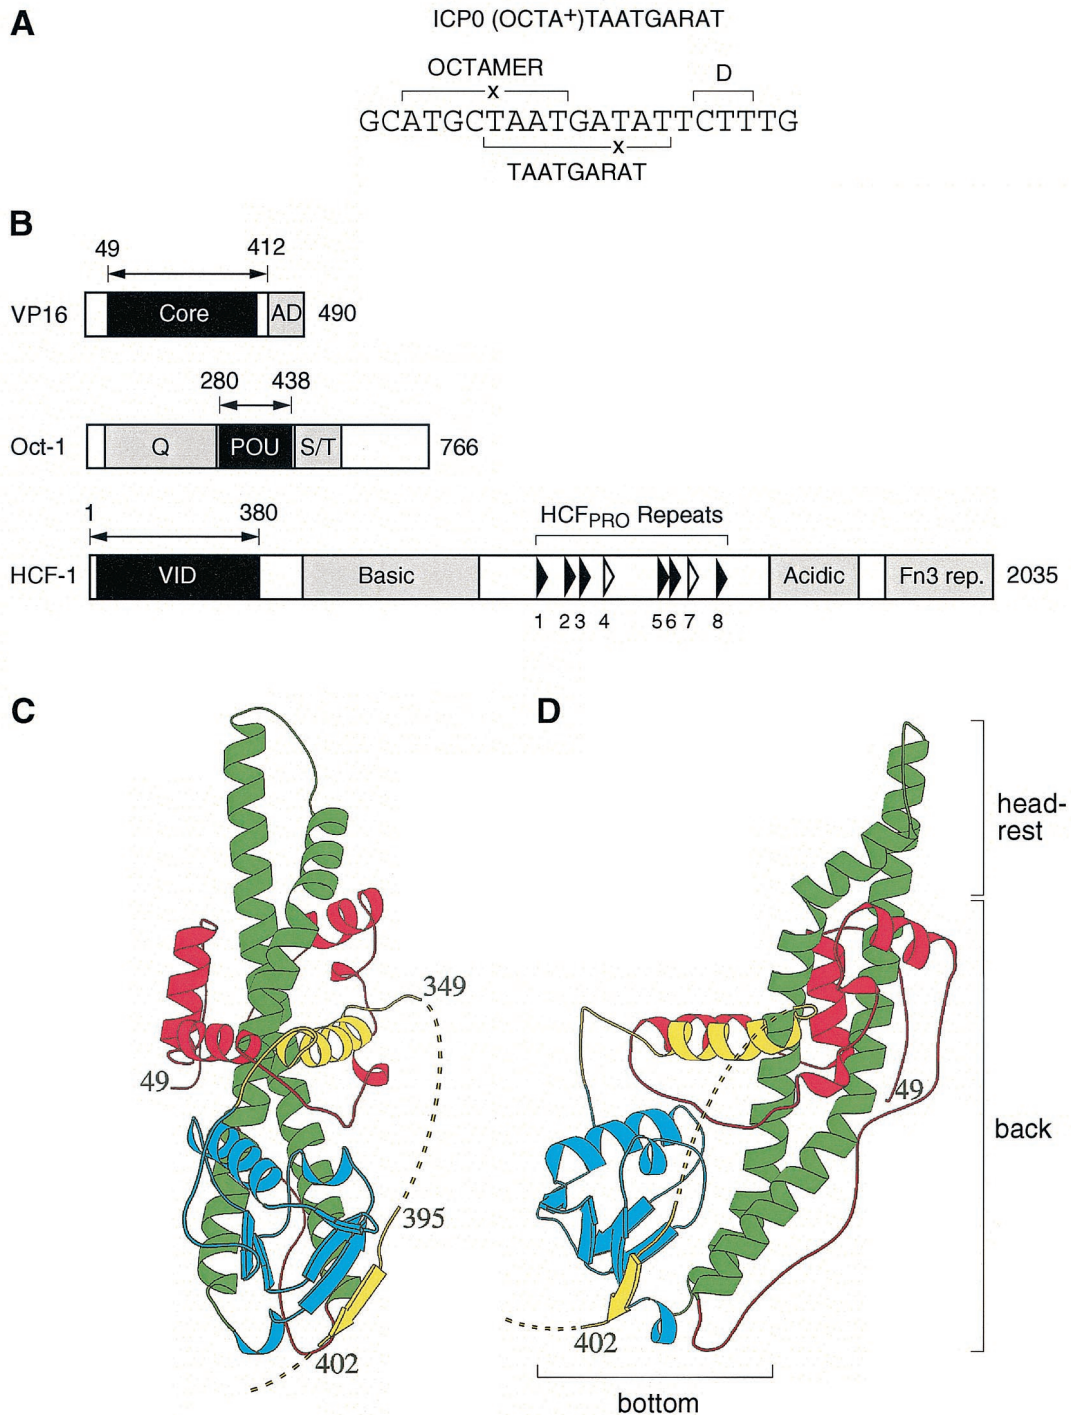 A
ICP0 (OCTA+)TAATGARAT
OCTAMER
D
x
GCATGCTAATGATATTCTTTG
x
TAATGARAT
B
49 412
VP16 Core AD 490
280 438
Oct-1 Q POU S/T 766
1 380
HCFPRO Repeats
HCF-1 VID Basic Acidic Fn3 rep. 2035
1 2 3 4 5 6 7 8
C
D
head-
rest
349
49
49
back
395
402
402
bottom